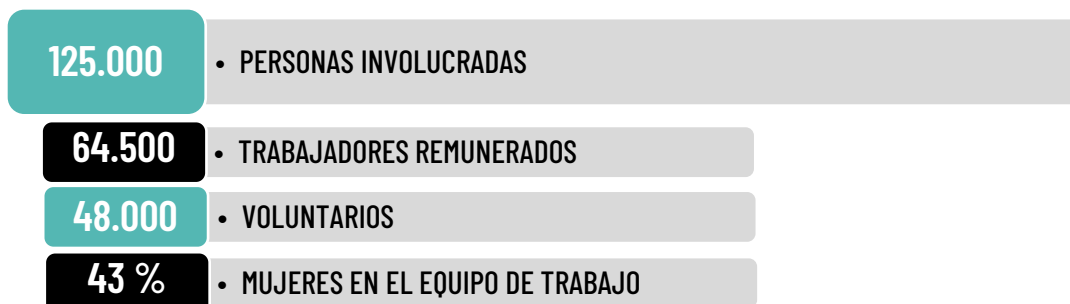 125.000 • PERSONAS INVOLUCRADAS
64.500 • TRABAJADORES REMUNERADOS
48.000 • VOLUNTARIOS
43 % • MUJERES EN EL EQUIPO DE TRABAJO